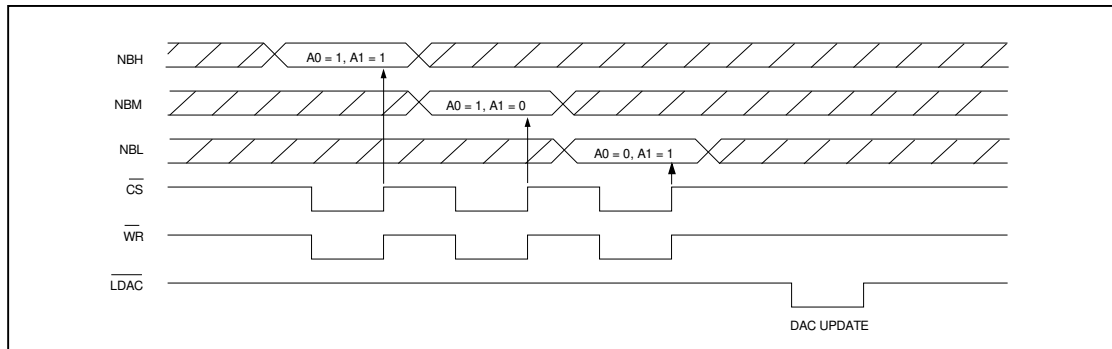 NBH
A0 = 1, A1 = 1
NBM
A0 = 1, A1 = 0
NBL
A0 = 0, A1 = 1
CS
WR
LDAC
DAC UPDATE